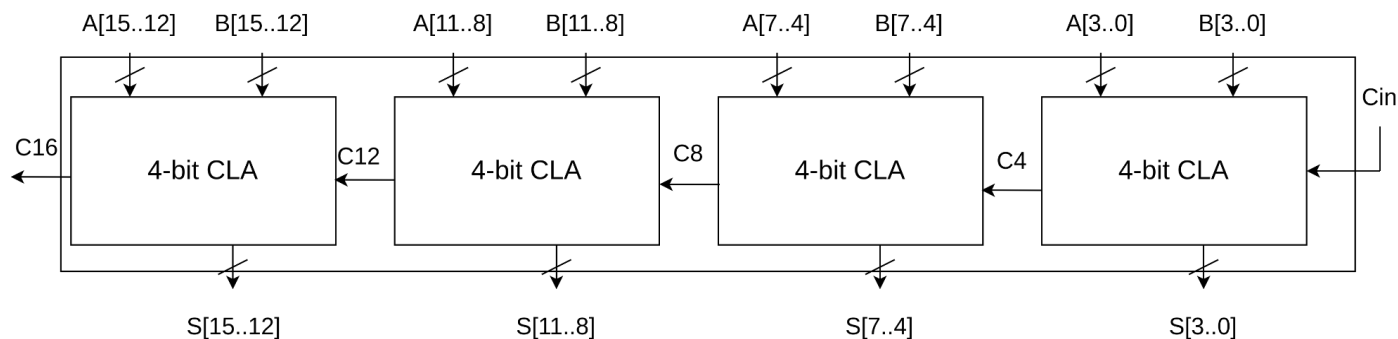 A[15..12] B[15..12] A[11..8] B[11..8] A[7..4] B[7..4] A[3..0] B[3..0]
Cin
C16 4-bit CLA C12 4-bit CLA C8 4-bit CLA C4 4-bit CLA
S[15..12] S[11..8] S[7..4] S[3..0]